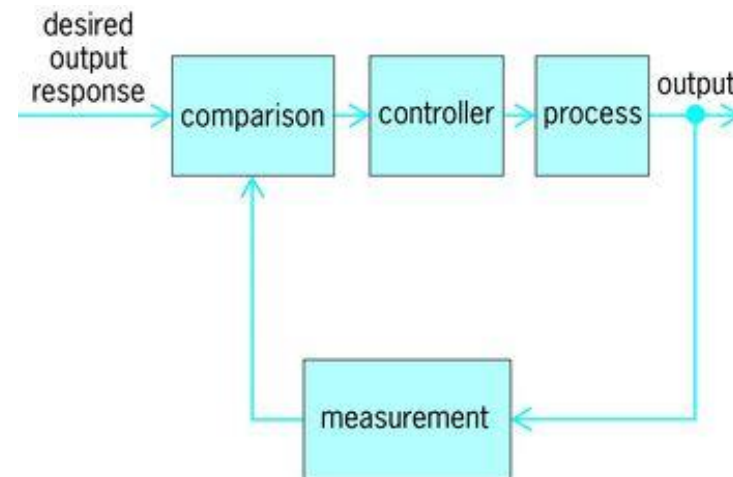 desired
output
response
comparison
controller
process
output
measurement